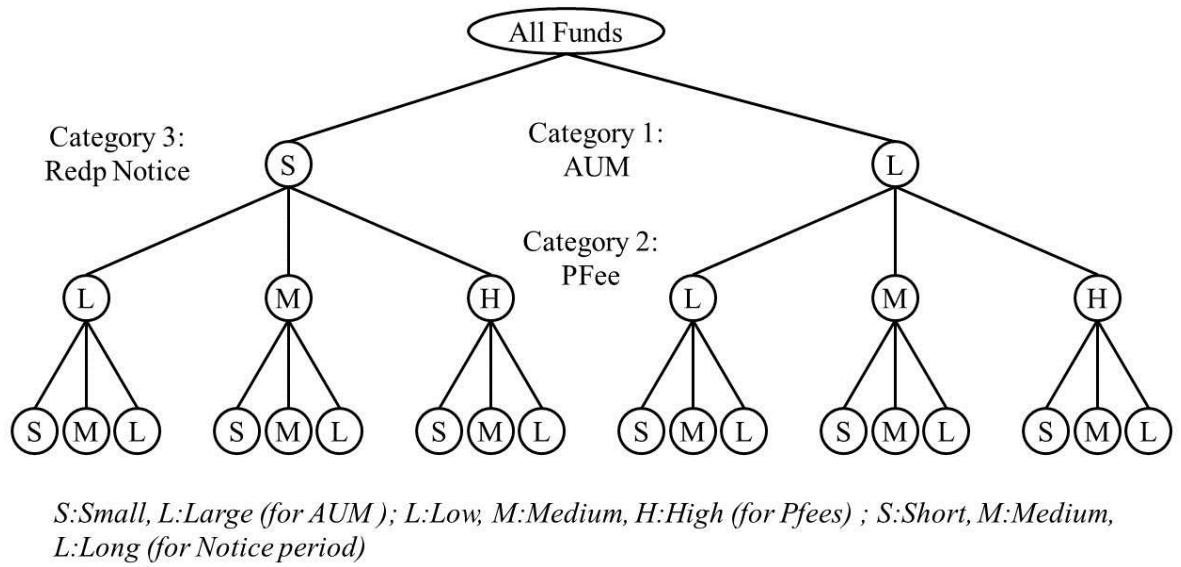 All Funds
Category 3:
Redp Notice
Category 1:
AUM
S
L
Category 2:
PFee
L
M
H
L
M
H
S M L
S M L
S M L
S M L
S M L
S M L
S:Small, L:Large (for AUM ); L:Low, M:Medium, H:High (for Pfees) ; S:Short, M:Medium,
L:Long (for Notice period)